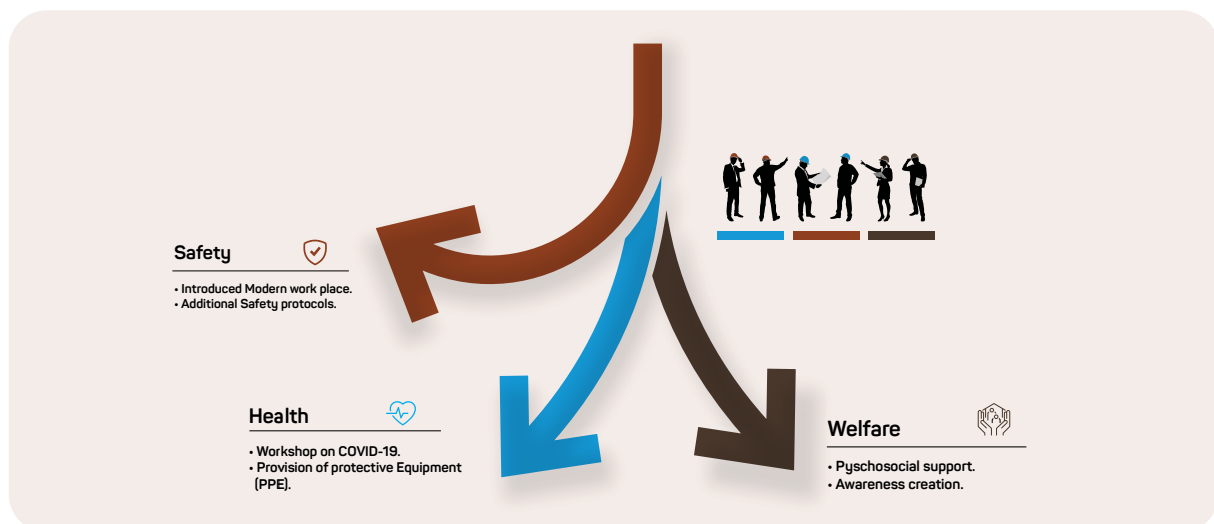 Safety
• Introduced Modern work place.
• Additional Safety protocols.
Health
• Workshop on COVID-19.
• Provision of protective Equipment
(PPE).
Welfare
• Pyschosocial support.
• Awareness creation.